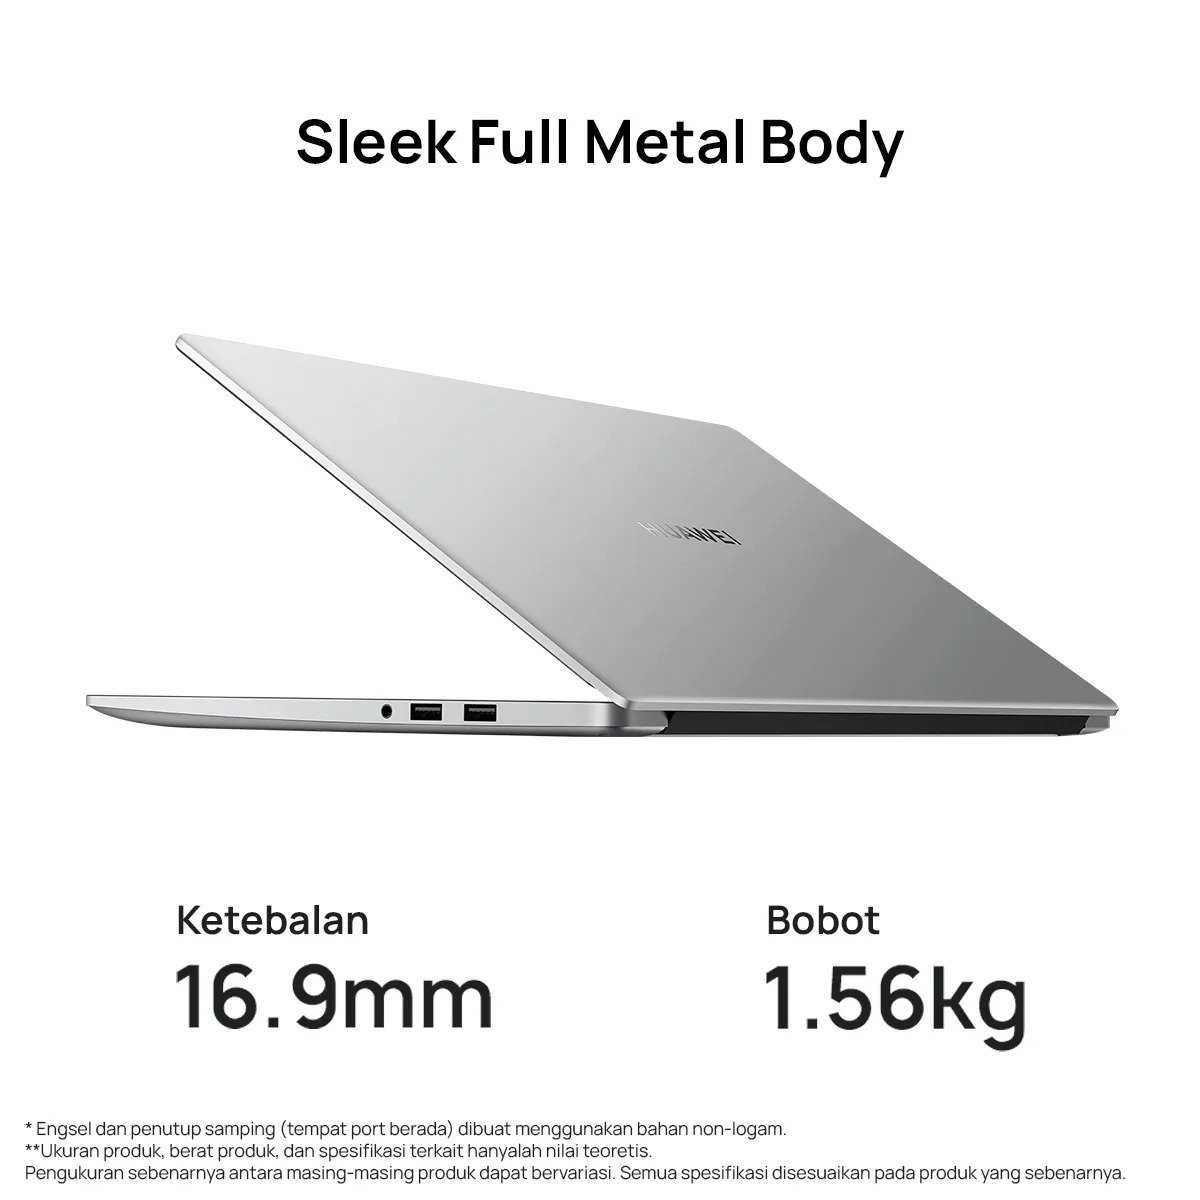 Sleek Full Metal Body
HUAWEI
Ketebalan
16.9mm
Bobot
1.56kg
* Engsel dan penutup samping (tempat port berada) dibuat menggunakan bahan non-logam.
**Ukuran produk, berat produk, dan spesifikasi terkait hanyalah nilai teoretis.
Pengukuran sebenarnya antara masing-masing produk dapat bervariasi. Semua spesifikasi disesuaikan pada produk yang sebenarnya.